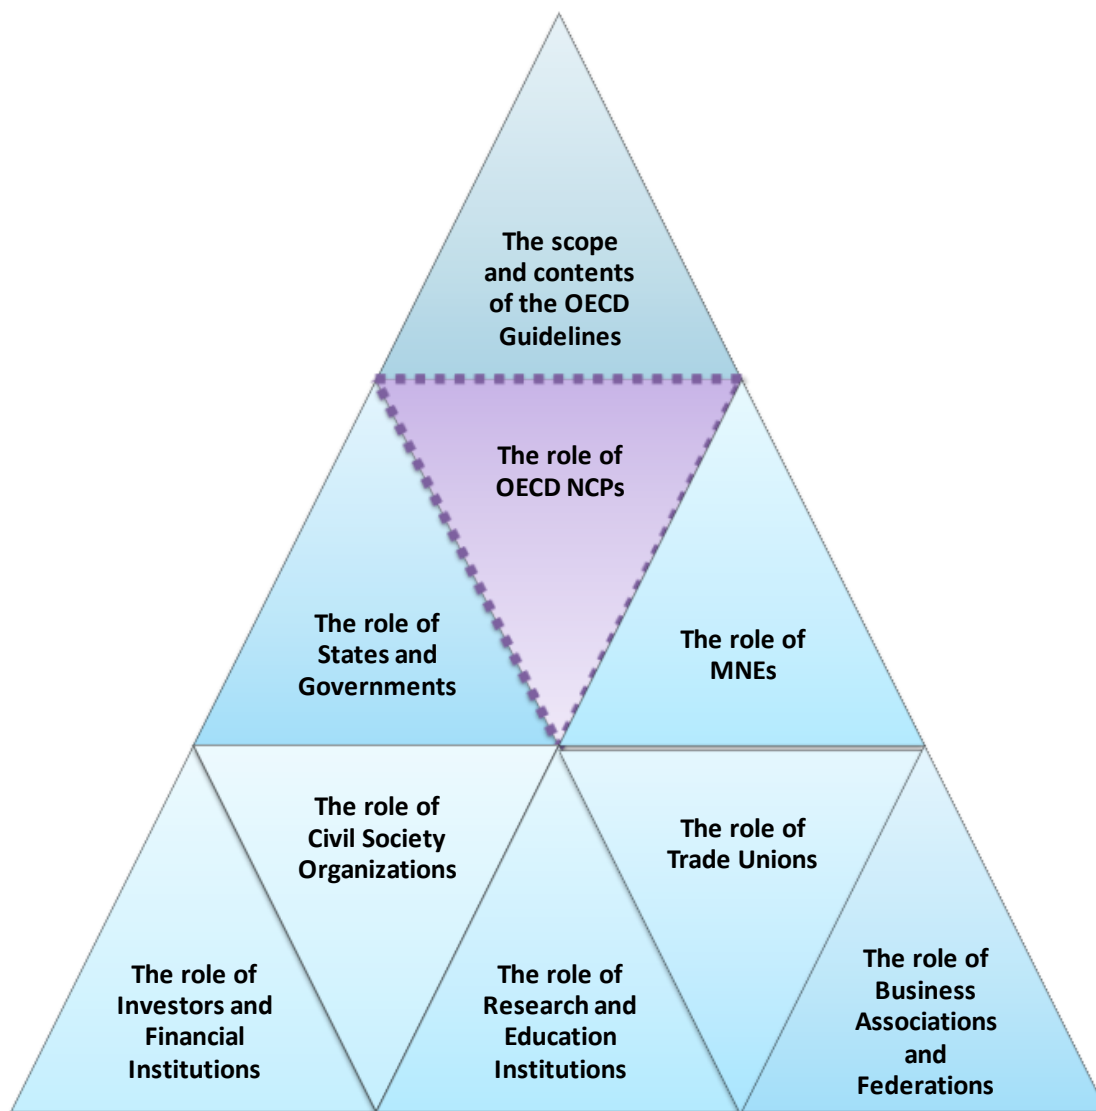 The scope
and contents
of the OECD
Guidelines
The role of
OECD NCPs
The role of
States and
Governments
The role of
MNEs
The role of
Civil Society
Organizations
The role of
Trade Unions
The role of
Investors and
Financial
Institutions
The role of
Research and
Education
Institutions
The role of
Business
Associations
and
Federations